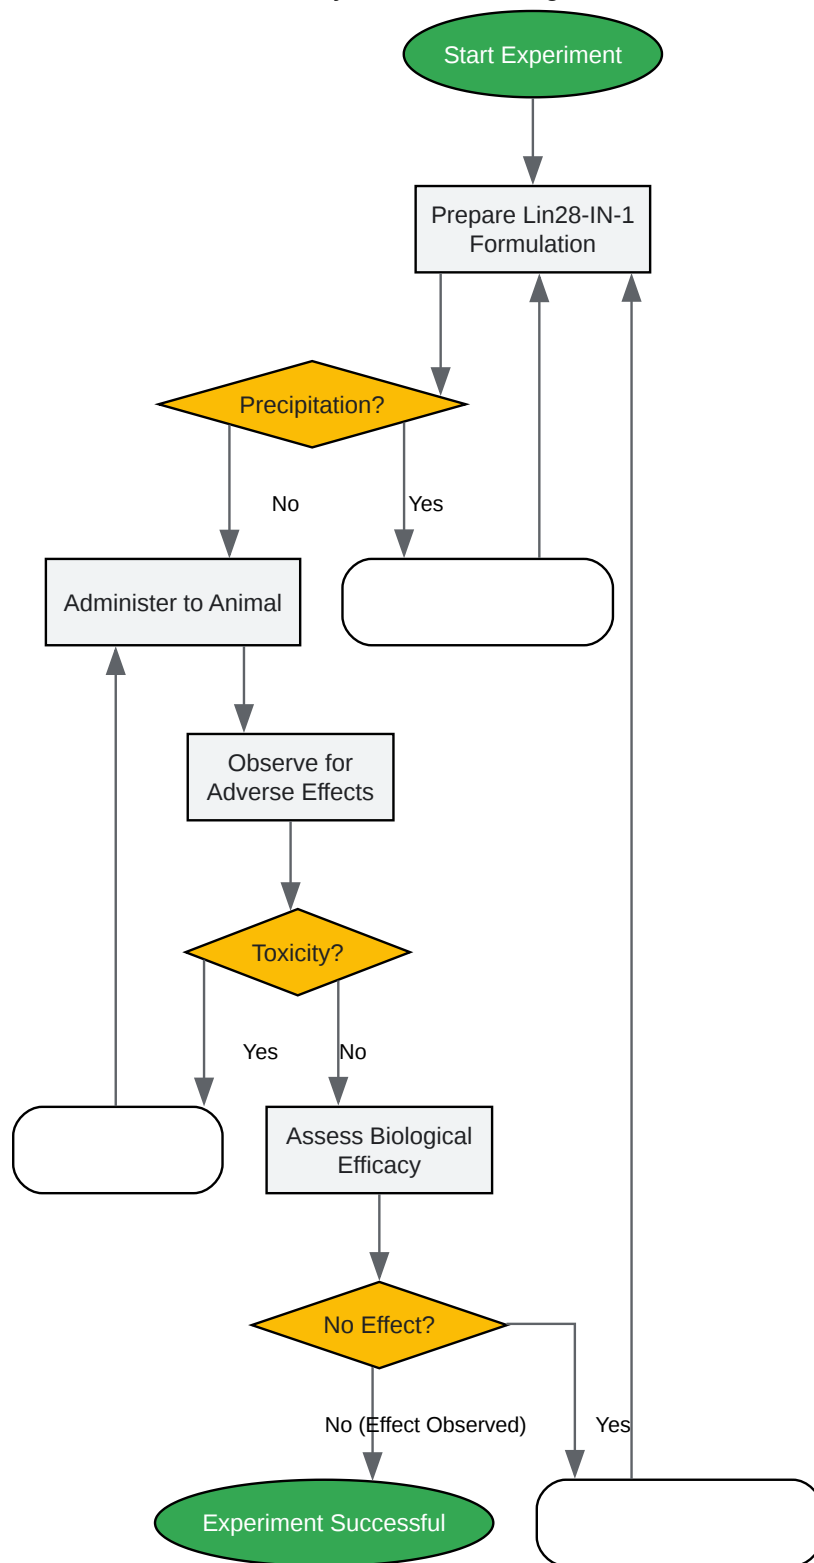 Start Experiment
Prepare Lin28-IN-1
Formulation
Precipitation?
No
Yes
Administer to Animal
Observe for
Adverse Effects
Toxicity?
Yes
No
Assess Biological
Efficacy
No Effect?
No (Effect Observed)
Yes
Experiment Successful